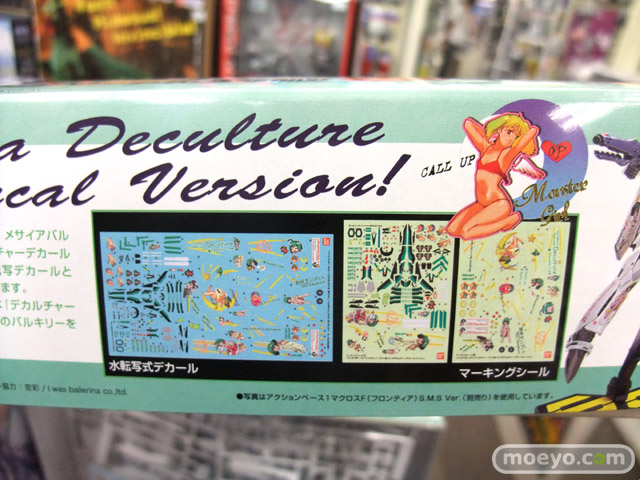 a Deculture
cal Version!
CALL UP
メサイアバル
チャーデカール
写デカールと
ます。
は「デカルチャー
のバルキリーを
00
00
水転写式デカール
マーキングシール
協力：空彩 / I was ballerina co.,ltd.
●写真はアクションベース1 マクロスF(フロンティア) S.M.S Ver.(別売り)を使用しています。
moeyo.com